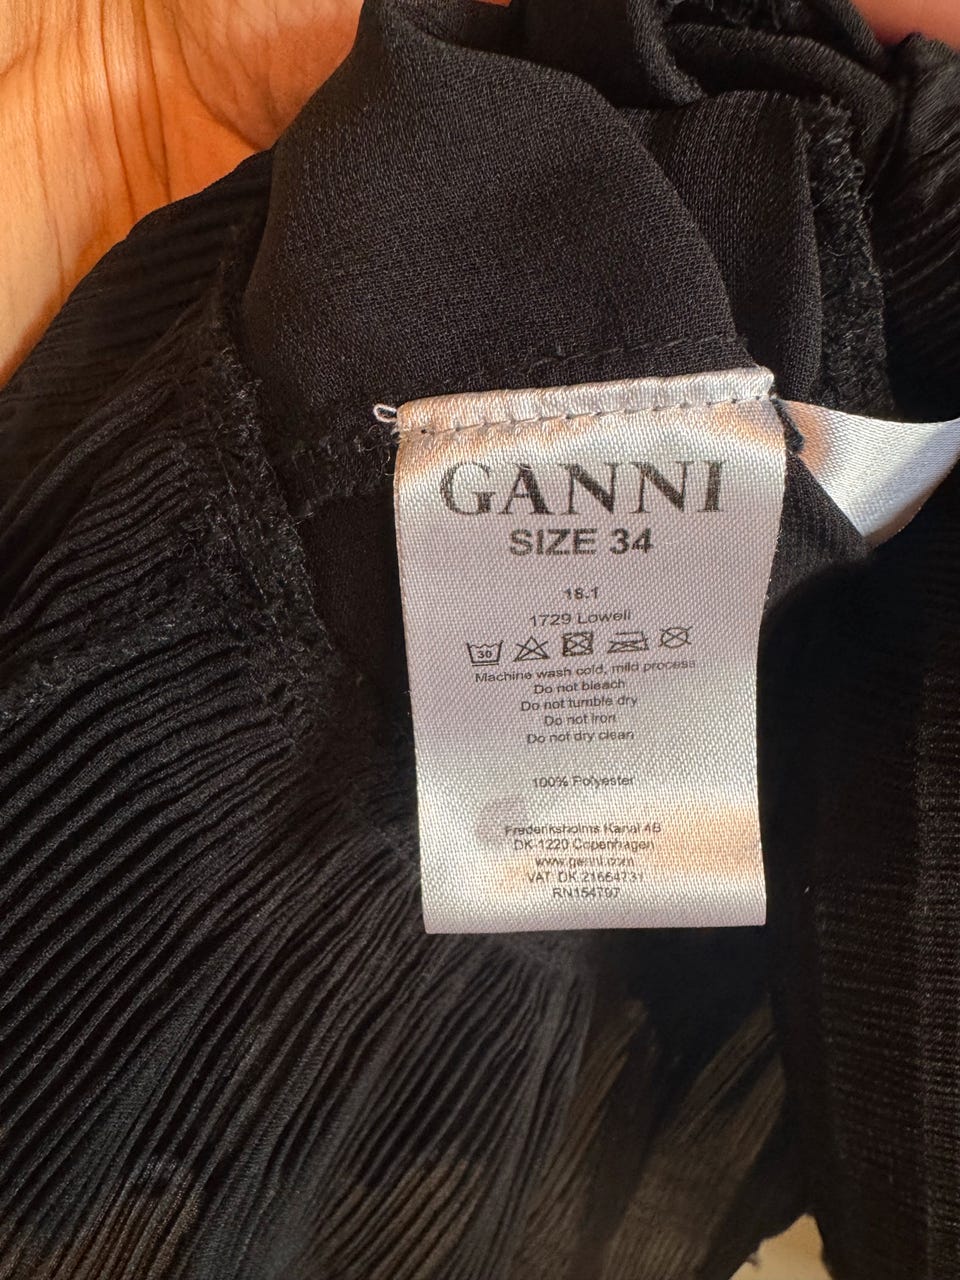 GANNI
SIZE 34
18.1
1729 Lowell
30
Machine wash cold, mild process
Do not bleach
Do not tumble dry
Do not iron
Do not dry clean
100% Polyester
Frederiksholms Kanal 4B
DK-1220 Copenhagen
www.ganni.com
VAT DK 21664731
RN154797